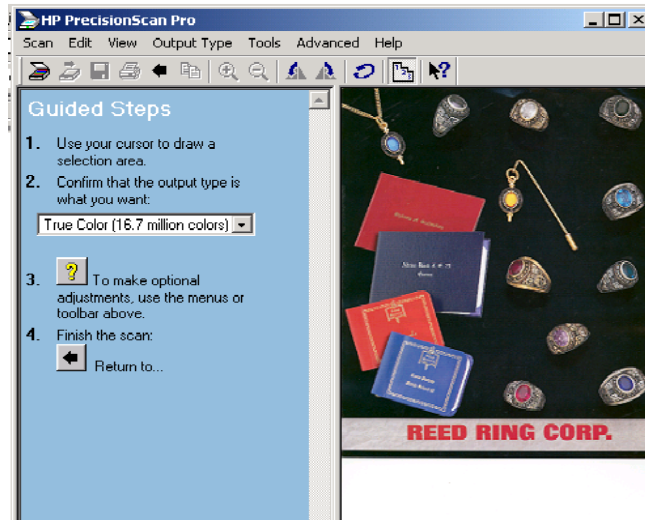 HP PrecisionScan Pro
Scan Edit View Output Type Tools Advanced Help
Guided Steps
1. Use your cursor to draw a
selection area.
2. Confirm that the output type is
what you want:
True Color (16.7 million colors)
3. To make optional
adjustments, use the menus or
toolbar above.
4. Finish the scan:
Return to...
REED RING CORP.